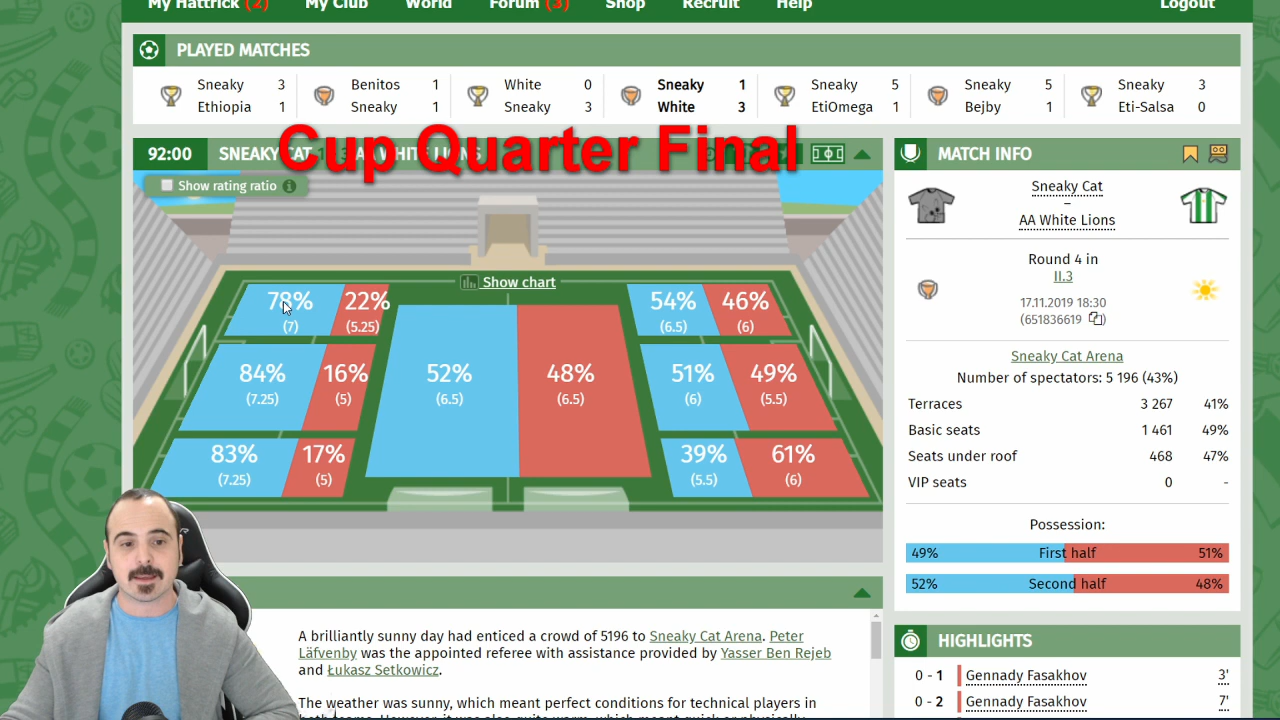 My Hattrick (2) My Club World Forum (3) Shop Recruit Help Logout
PLAYED MATCHES
Sneaky 3
Ethiopia 1
Benitos 1
Sneaky 1
White 0
Sneaky 3
Sneaky 1
White 3
Sneaky 5
EtiOmega 1
Sneaky 5
Bejby 1
Sneaky 3
Eti-Salsa 0
Cup Quarter Final
92:00 SNEAKY CAT AA WHITE LIONS
Show rating ratio
Show chart
78% 22% 54% 46%
(7) (5.25) (6.5) (6)
84% 16% 52% 48% 51% 49%
(7.25) (5) (6.5) (6.5) (6) (5.5)
83% 17% 39% 61%
(7.25) (5) (5.5) (6)
A brilliantly sunny day had enticed a crowd of 5196 to Sneaky Cat Arena. Peter
Läfvenby was the appointed referee with assistance provided by Yasser Ben Rejeb
and Łukasz Setkowicz.
The weather was sunny, which meant perfect conditions for technical players in
MATCH INFO
Sneaky Cat
–
AA White Lions
Round 4 in
II.3
17.11.2019 18:30
(651836619)
Sneaky Cat Arena
Number of spectators: 5 196 (43%)
Terraces 3 267 41%
Basic seats 1 461 49%
Seats under roof 468 47%
VIP seats 0 -
Possession:
49% First half 51%
52% Second half 48%
HIGHLIGHTS
0 - 1 Gennady Fasakhov 3'
0 - 2 Gennady Fasakhov 7'